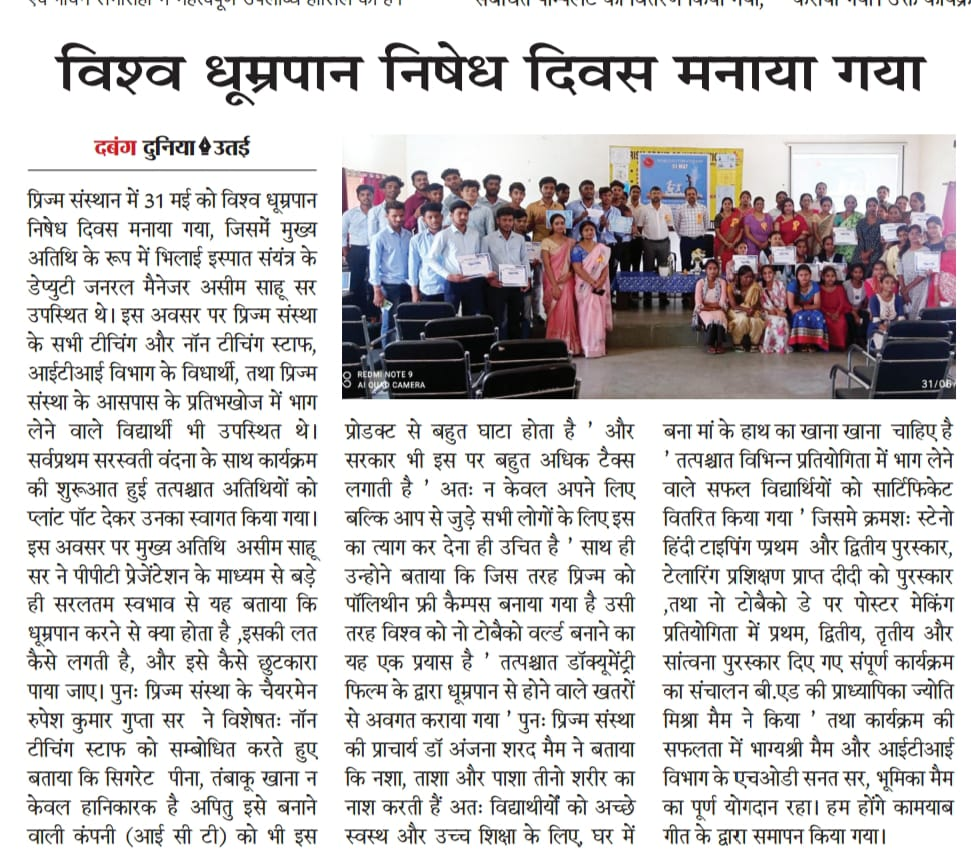 विश्व धूम्रपान निषेध दिवस मनाया गया
दबंग दुनिया उतई
प्रिज्म संस्थान में 31 मई को विश्व धूम्रपान
निषेध दिवस मनाया गया, जिसमें मुख्य
अतिथि के रूप में भिलाई इस्पात संयंत्र के
डेप्युटी जनरल मैनेजर असीम साहू सर
उपस्थित थे। इस अवसर पर प्रिज्म संस्था
के सभी टीचिंग और नॉन टीचिंग स्टाफ,
आईटीआई विभाग के विधार्थी, तथा प्रिज्म
संस्था के आसपास के प्रतिभखोज में भाग
लेने वाले विद्यार्थी भी उपस्थित थे।
सर्वप्रथम सरस्वती वंदना के साथ कार्यक्रम
की शुरूआत हुई तत्पश्चात अतिथियों को
प्लांट पॉट देकर उनका स्वागत किया गया।
इस अवसर पर मुख्य अतिथि असीम साहू
सर ने पीपीटी प्रेजेंटेशन के माध्यम से बड़े
ही सरलतम स्वभाव से यह बताया कि
धूम्रपान करने से क्या होता है ,इसकी लत
कैसे लगती है, और इसे कैसे छुटकारा
पाया जाए। पुनः प्रिज्म संस्था के चैयरमेन
रुपेश कुमार गुप्ता सर ने विशेषतः नॉन
टीचिंग स्टाफ को सम्बोधित करते हुए
बताया कि सिगरेट पीना, तंबाकू खाना न
केवल हानिकारक है अपितु इसे बनाने
वाली कंपनी (आई सी टी) को भी इस
REDMI NOTE 9
AI QUAD CAMERA
31 MAY
31/05/
प्रोडक्ट से बहुत घाटा होता है ' और
सरकार भी इस पर बहुत अधिक टैक्स
लगाती है ' अतः न केवल अपने लिए
बल्कि आप से जुड़े सभी लोगों के लिए इस
का त्याग कर देना ही उचित है ' साथ ही
उन्होने बताया कि जिस तरह प्रिज्म को
पॉलिथीन फ्री कैम्पस बनाया गया है उसी
तरह विश्व को नो टोबैको वर्ल्ड बनाने का
यह एक प्रयास है ' तत्पश्चात डॉक्यूमेंट्री
फिल्म के द्वारा धूम्रपान से होने वाले खतरों
से अवगत कराया गया ' पुनः प्रिज्म संस्था
की प्राचार्य डॉ अंजना शरद मैम ने बताया
कि नशा, ताशा और पाशा तीनो शरीर का
नाश करती हैं अतः विद्यार्थीयों को अच्छे
स्वस्थ और उच्च शिक्षा के लिए, घर में
बना मां के हाथ का खाना खाना चाहिए है
' तत्पश्चात विभिन्न प्रतियोगिता में भाग लेने
वाले सफल विद्यार्थियों को सार्टिफिकेट
वितरित किया गया ' जिसमे क्रमशः स्टेनो
हिंदी टाइपिंग प्प्रथम और द्वितीय पुरस्कार,
टेलारिंग प्रशिक्षण प्राप्त दीदी को पुरस्कार
,तथा नो टोबैको डे पर पोस्टर मेकिंग
प्रतियोगिता में प्रथम, द्वितीय, तृतीय और
सांत्वना पुरस्कार दिए गए संपूर्ण कार्यक्रम
का संचालन बी.एड की प्राध्यापिका ज्योति
मिश्रा मैम ने किया ' तथा कार्यक्रम की
सफलता में भाग्यश्री मैम और आईटीआई
विभाग के एचओडी सनत सर, भूमिका मैम
का पूर्ण योगदान रहा। हम होंगे कामयाब
गीत के द्वारा समापन किया गया।